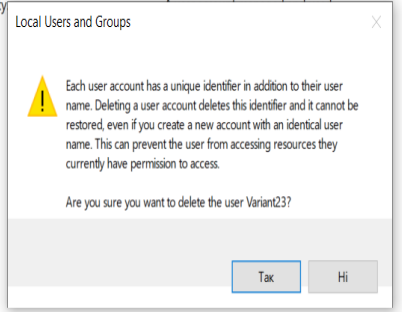 Local Users and Groups
Each user account has a unique identifier in addition to their user
name. Deleting a user account deletes this identifier and it cannot be
restored, even if you create a new account with an identical user
name. This can prevent the user from accessing resources they
currently have permission to access.
Are you sure you want to delete the user Variant23?
Так
Ні